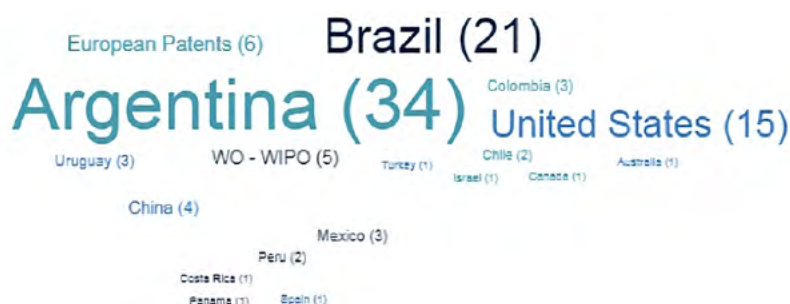 European Patents (6)
Brazil (21)
Argentina (34)
Colombia (3)
United States (15)
Uruguay (3)
WO - WIPO (5)
Turkey (1)
Chile (2)
Australia (1)
Israel (1)
Canada (1)
China (4)
Mexico (3)
Peru (2)
Costa Rica (1)
Panama (1)
Spain (1)